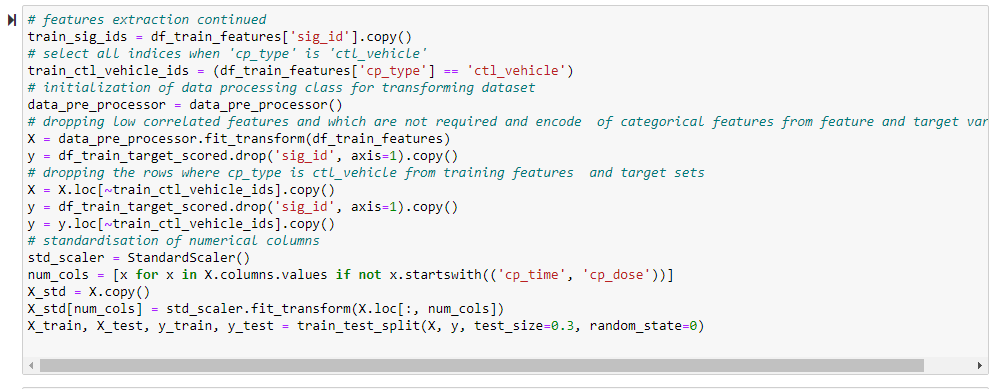 # features extraction continued
train_sig_ids = df_train_features['sig_id'].copy()
# select all indices when 'cp_type' is 'ctl_vehicle'
train_ctl_vehicle_ids = (df_train_features['cp_type'] == 'ctl_vehicle')
# initialization of data processing class for transforming dataset
data_pre_processor = data_pre_processor()
# dropping low correlated features and which are not required and encode  of categorical features from feature and target var
X = data_pre_processor.fit_transform(df_train_features)
y = df_train_target_scored.drop('sig_id', axis=1).copy()
# dropping the rows where cp_type is ctl_vehicle from training features  and target sets
X = X.loc[~train_ctl_vehicle_ids].copy()
y = df_train_target_scored.drop('sig_id', axis=1).copy()
y = y.loc[~train_ctl_vehicle_ids].copy()
# standardisation of numerical columns
std_scaler = StandardScaler()
num_cols = [x for x in X.columns.values if not x.startswith(('cp_time', 'cp_dose'))]
X_std = X.copy()
X_std[num_cols] = std_scaler.fit_transform(X.loc[:, num_cols])
X_train, X_test, y_train, y_test = train_test_split(X, y, test_size=0.3, random_state=0)